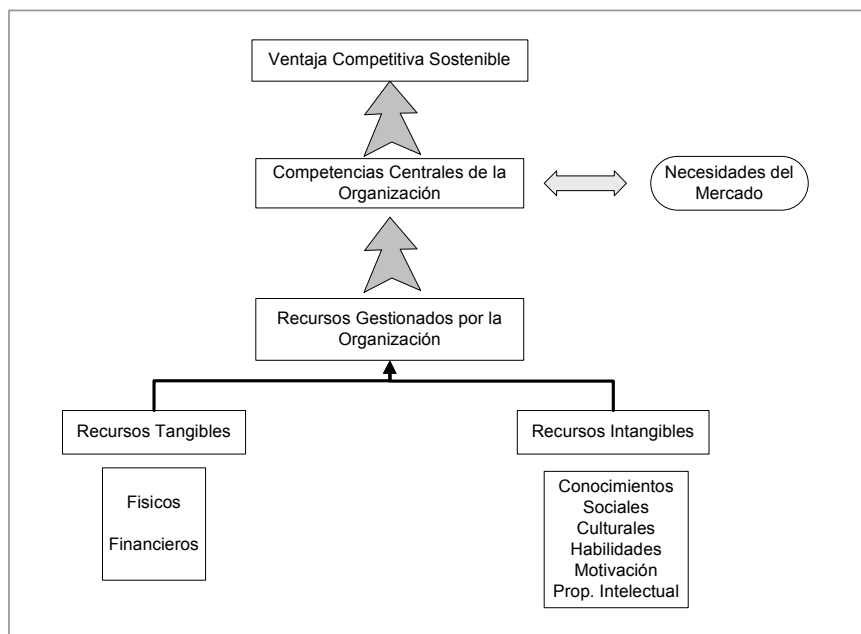 Ventaja Competitiva Sostenible
Competencias Centrales de la
Organización
Necesidades del
Mercado
Recursos Gestionados por la
Organización
Recursos Tangibles
Recursos Intangibles
Fisicos
Financieros
Conocimientos
Sociales
Culturales
Habilidades
Motivación
Prop. Intelectual